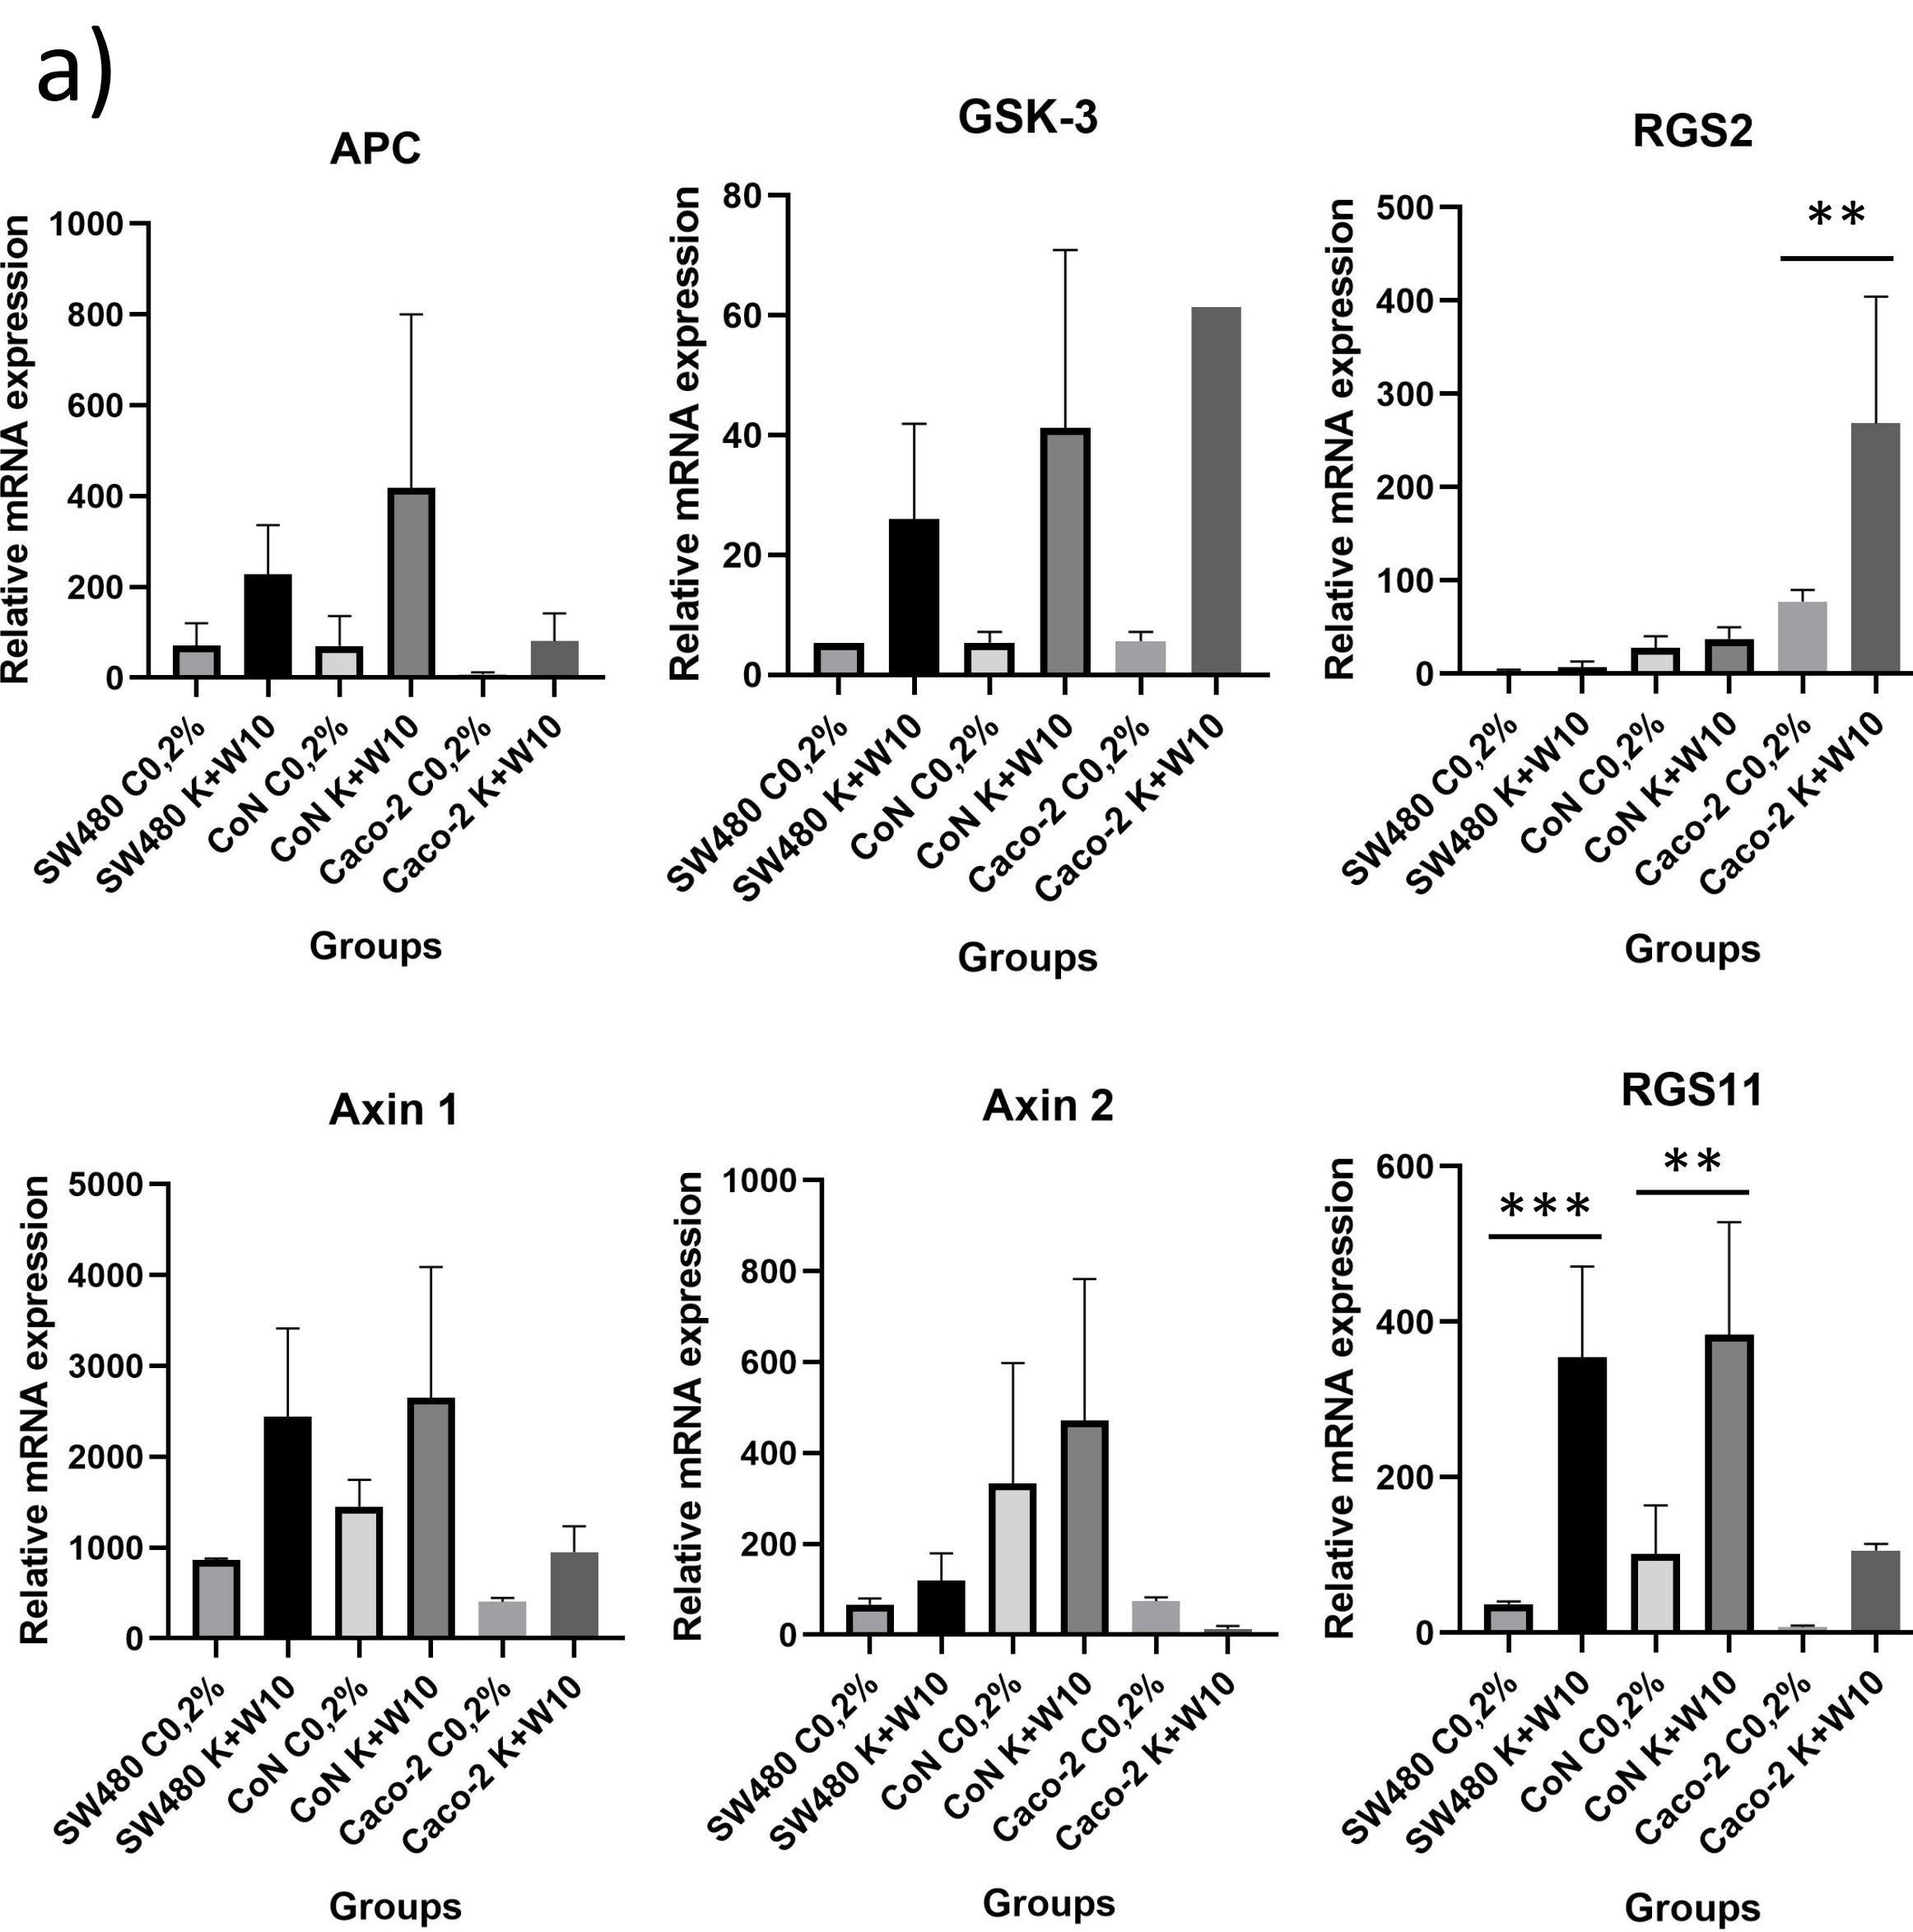 a)
APC
Relative mRNA expression
1000
800
600
400
200
0
SW480 C0,2%
SW480 K+W10
CoN C0,2%
CoN K+W10
Caco-2 C0,2%
Caco-2 K+W10
Groups
GSK-3
Relative mRNA expression
80
60
40
20
0
SW480 C0,2%
SW480 K+W10
CoN C0,2%
CoN K+W10
Caco-2 C0,2%
Caco-2 K+W10
Groups
RGS2
Relative mRNA expression
500
400
300
200
100
0
**
SW480 C0,2%
SW480 K+W10
CoN C0,2%
CoN K+W10
Caco-2 C0,2%
Caco-2 K+W10
Groups
Axin 1
Relative mRNA expression
5000
4000
3000
2000
1000
0
SW480 C0,2%
SW480 K+W10
CoN C0,2%
CoN K+W10
Caco-2 C0,2%
Caco-2 K+W10
Groups
Axin 2
Relative mRNA expression
1000
800
600
400
200
0
SW480 C0,2%
SW480 K+W10
CoN C0,2%
CoN K+W10
Caco-2 C0,2%
Caco-2 K+W10
Groups
RGS11
Relative mRNA expression
600
400
200
0
***
**
SW480 C0,2%
SW480 K+W10
CoN C0,2%
CoN K+W10
Caco-2 C0,2%
Caco-2 K+W10
Groups